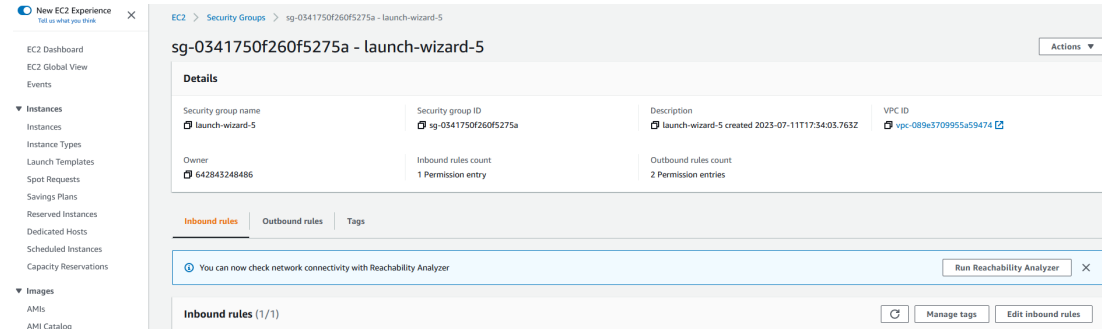 New EC2 Experience
Tell us what you think
EC2 Dashboard
EC2 Global View
Events
Instances
Instances
Instance Types
Launch Templates
Spot Requests
Savings Plans
Reserved Instances
Dedicated Hosts
Scheduled Instances
Capacity Reservations
Images
AMIs
AMI Catalog
EC2 > Security Groups > sg-0341750f260f5275a - launch-wizard-5
sg-0341750f260f5275a - launch-wizard-5
Actions
Details
Security group name
launch-wizard-5
Security group ID
sg-0341750f260f5275a
Description
launch-wizard-5 created 2023-07-11T17:34:03.763Z
VPC ID
vpc-089e3709955a59474
Owner
642843248486
Inbound rules count
1 Permission entry
Outbound rules count
2 Permission entries
Inbound rules Outbound rules Tags
You can now check network connectivity with Reachability Analyzer
Run Reachability Analyzer
Inbound rules (1/1)
Manage tags Edit inbound rules